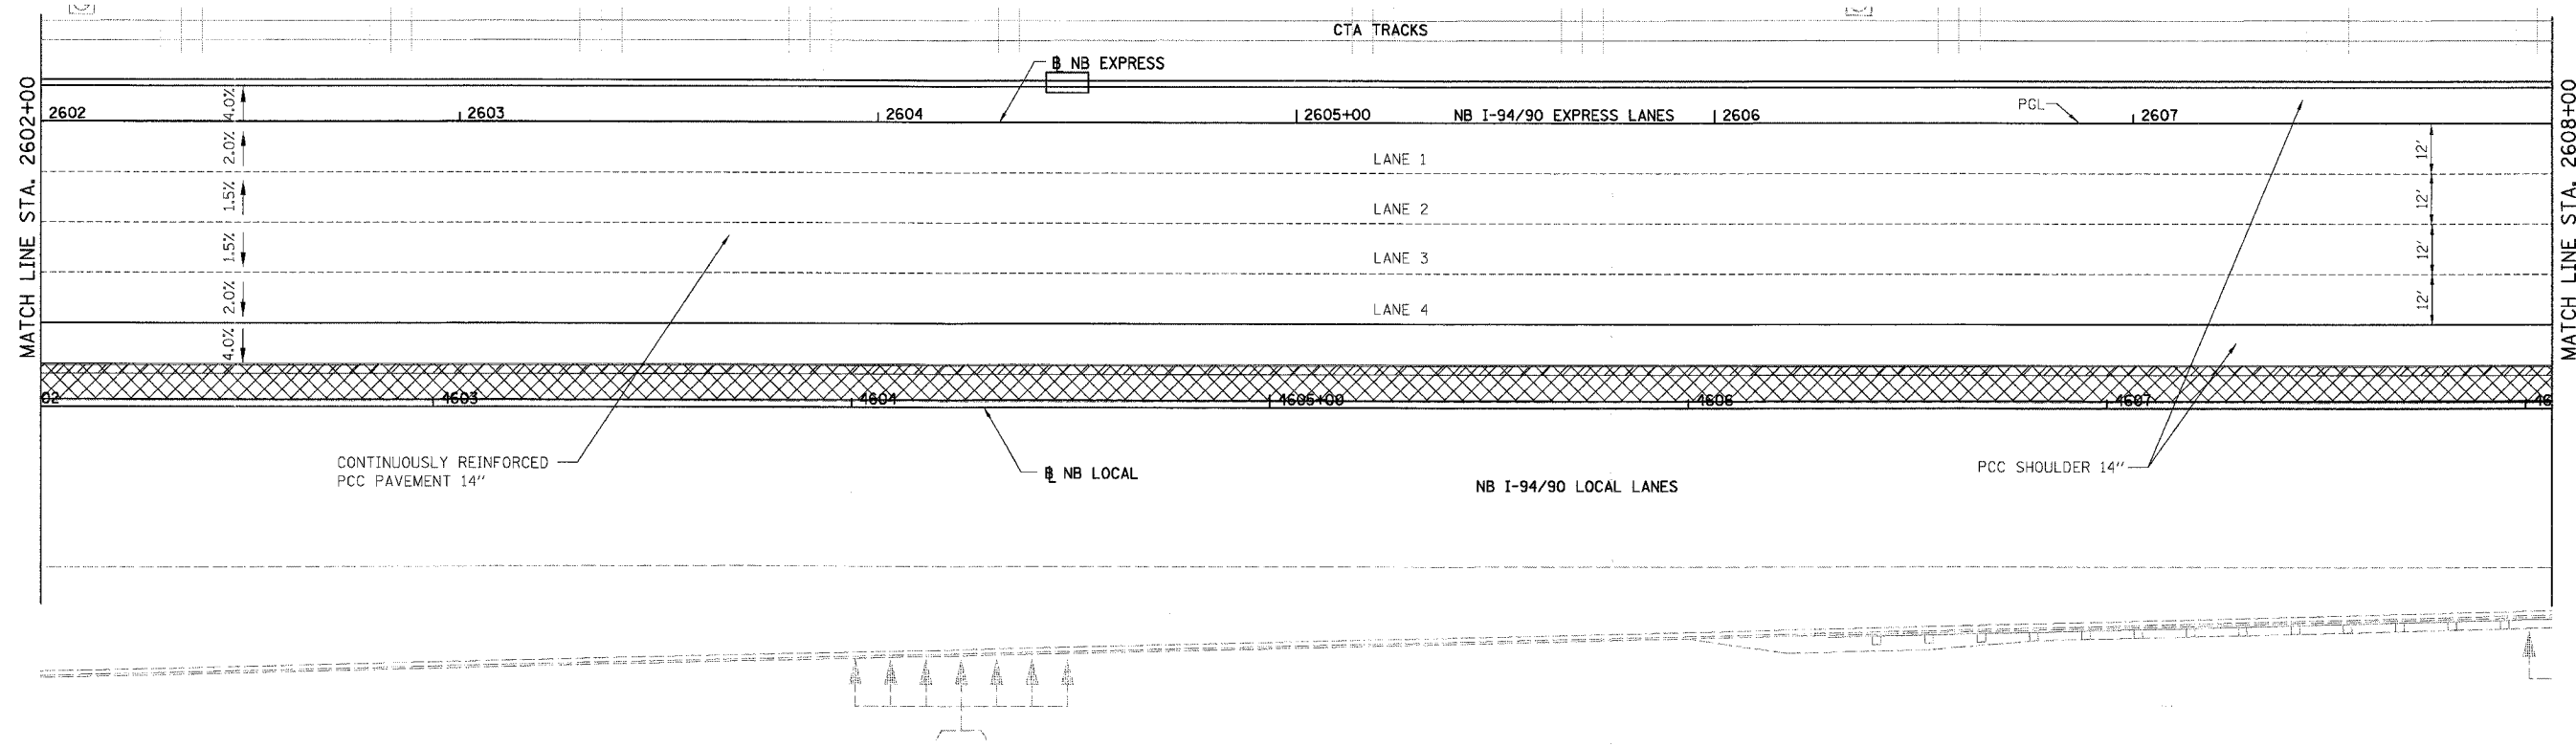 CTA TRACKS
NB EXPRESS
MATCH LINE STA. 2602+00
MATCH LINE STA. 2608+00
4.0%
2602
2603
2604
2605+00
NB I-94/90 EXPRESS LANES
2606
PGL
2607
2.0%
LANE 1
12'
1.5%
LANE 2
12'
1.5%
LANE 3
12'
2.0%
LANE 4
12'
4.0%
02
4603
4604
4605+00
4606
4607
46
CONTINUOUSLY REINFORCED
PCC PAVEMENT 14"
NB LOCAL
NB I-94/90 LOCAL LANES
PCC SHOULDER 14"